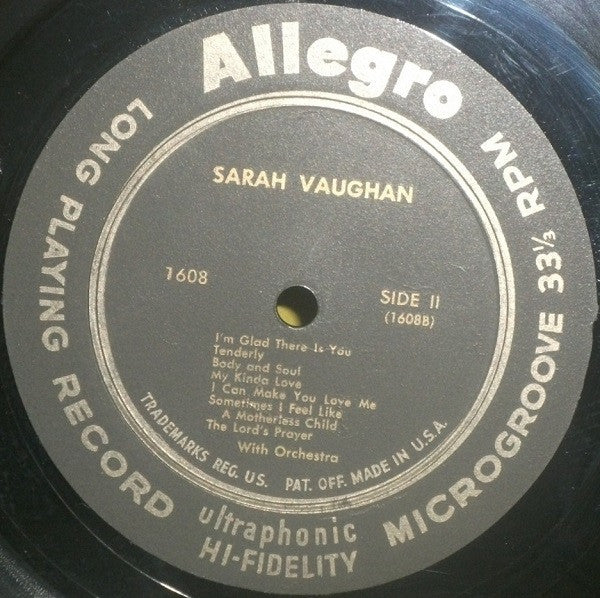 Allegro
LONG PLAYING RECORD
MICROGROOVE 33⅓ RPM
SARAH VAUGHAN
1608
SIDE II
(1608B)
I'm Glad There Is You
Tenderly
Body and Soul
My Kinda Love
I Can Make You Love Me
Sometimes I Feel Like
A Motherless Child
The Lord's Prayer
With Orchestra
TRADEMARKS REG. U.S. PAT. OFF. MADE IN U.S.A.
ultraphonic
HI-FIDELITY